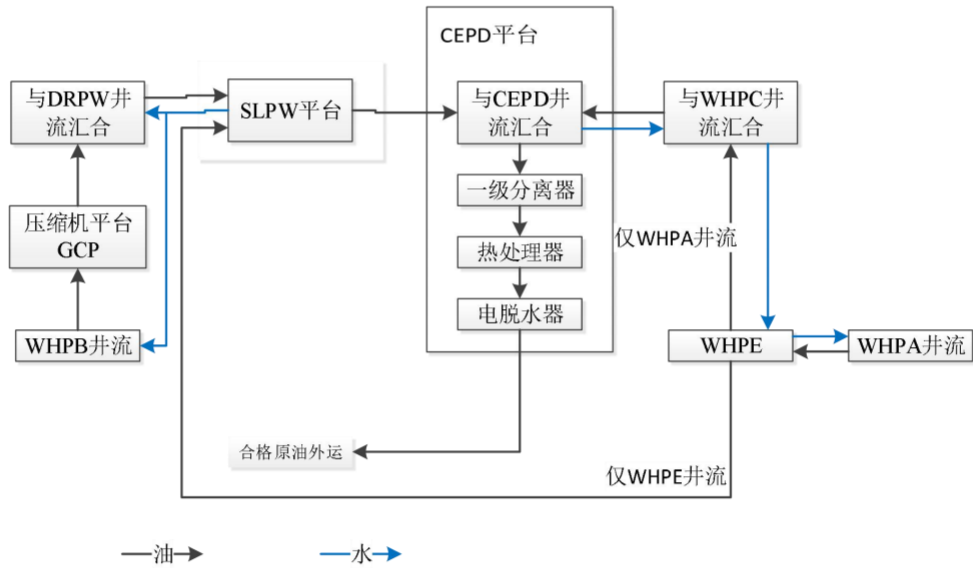 CEPD平台
与DRPW井
流汇合
SLPW平台
与CEPD井
流汇合
与WHPC井
流汇合
一级分离器
压缩机平台
GCP
仅WHPA井流
热处理器
电脱水器
WHPB井流
WHPE
WHPA井流
合格原油外运
仅WHPE井流
油
水